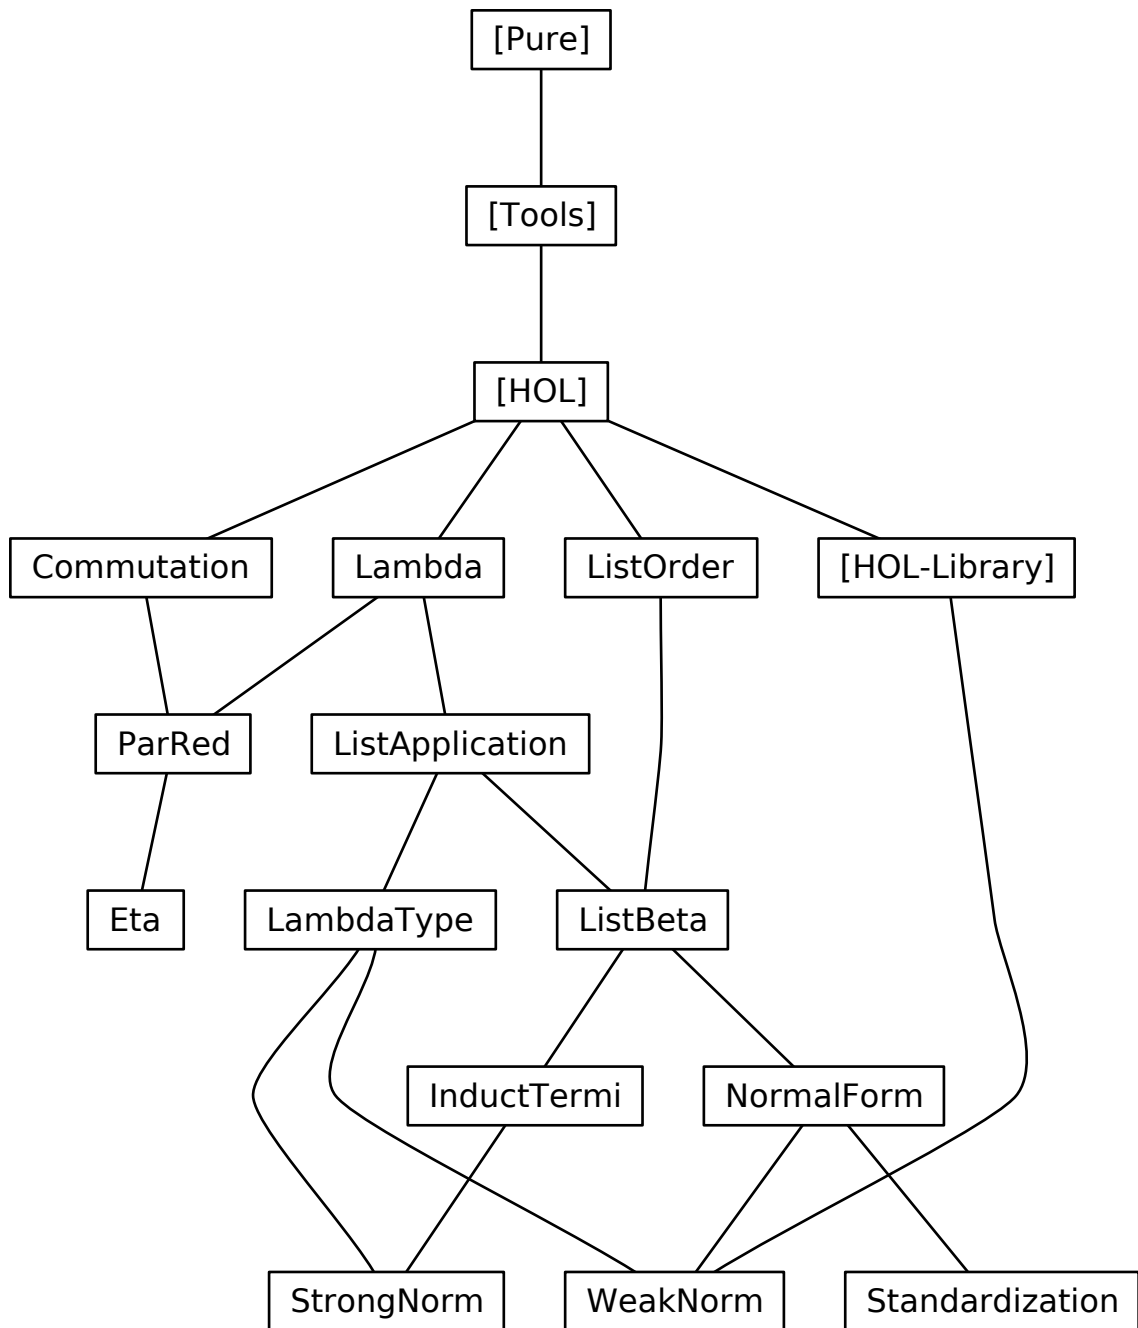 [Pure]
[Tools]
[HOL]
Commutation
Lambda
ListOrder
[HOL-Library]
ParRed
ListApplication
Eta
LambdaType
ListBeta
InductTermi
NormalForm
StrongNorm
WeakNorm
Standardization